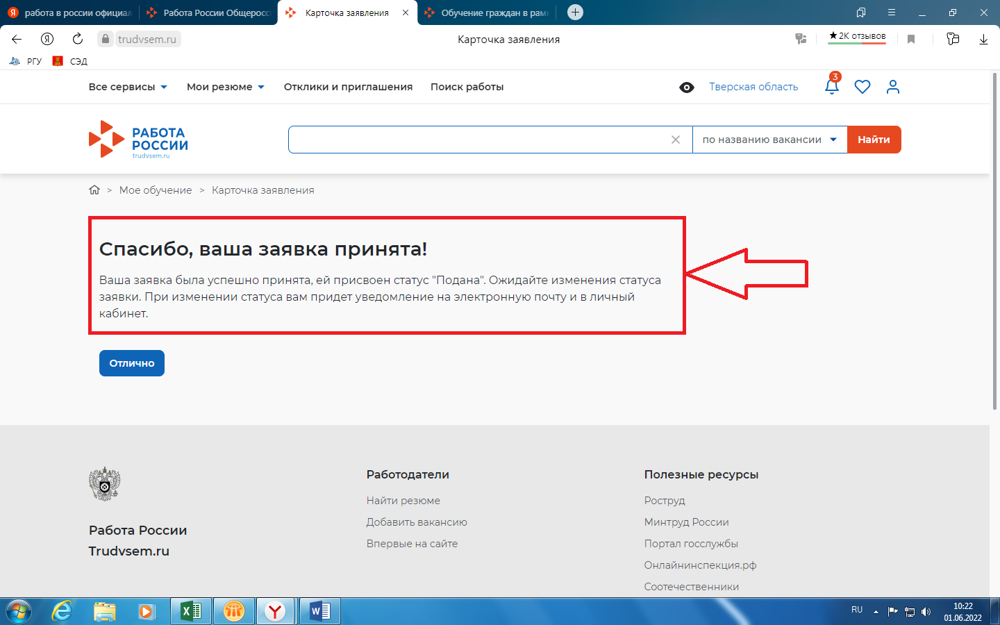 работа в россии официал
Работа России Общеросс
Карточка заявления
Обучение граждан в рам
trudvsem.ru
Карточка заявления
★ 2K отзывов
РГУ
СЭД
Все сервисы
Мои резюме
Отклики и приглашения
Поиск работы
Тверская область
3
РАБОТА
РОССИИ
trudvsem.ru
по названию вакансии
Найти
Мое обучение > Карточка заявления
Спасибо, ваша заявка принята!
Ваша заявка была успешно принята, ей присвоен статус "Подана". Ожидайте изменения статуса
заявки. При изменении статуса вам придет уведомление на электронную почту и в личный
кабинет.
Отлично
Работа России
Trudvsem.ru
Работодатели
Найти резюме
Добавить вакансию
Впервые на сайте
Полезные ресурсы
Роструд
Минтруд России
Портал госслужбы
Онлайнинспекция.рф
Соотечественники
RU
10:22
01.06.2022